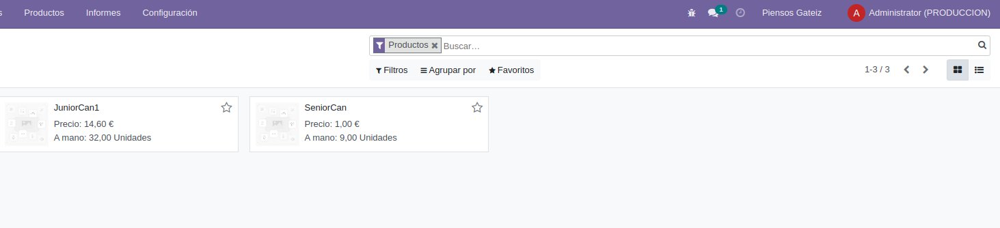 s Productos Informes Configuración 1 Piensos Gateiz A Administrator (PRODUCCION)
Productos Buscar...
Filtros Agrupar por Favoritos 1-3 / 3
JuniorCan1
Precio: 14,60 €
A mano: 32,00 Unidades
SeniorCan
Precio: 1,00 €
A mano: 9,00 Unidades